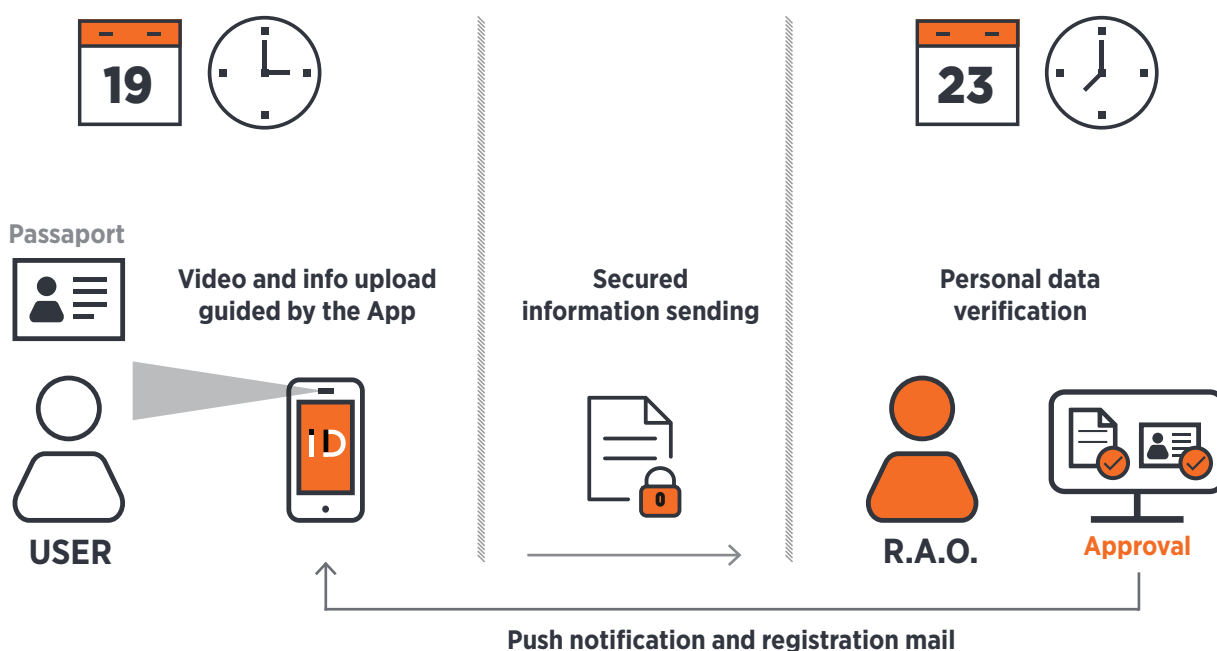 19
23
Passaport
Video and info upload
guided by the App
Secured
information sending
Personal data
verification
iD
USER
R.A.O.
Approval
Push notification and registration mail